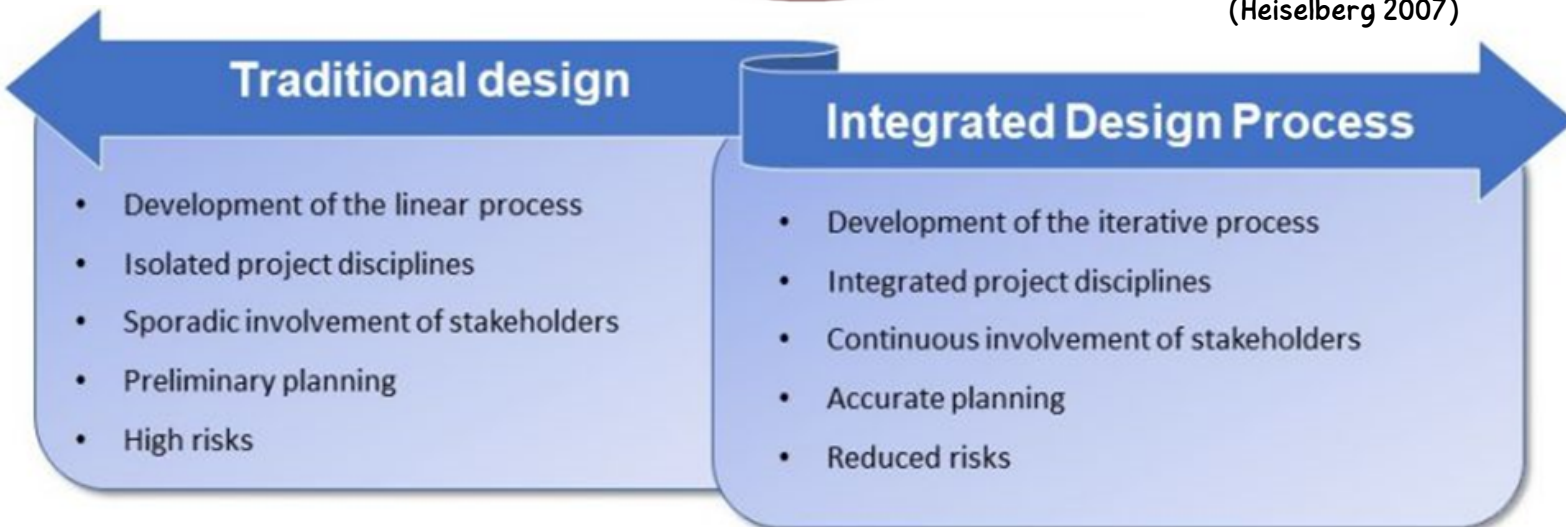 (Heiselberg 2007)
Traditional design
• Development of the linear process
• Isolated project disciplines
• Sporadic involvement of stakeholders
• Preliminary planning
• High risks
Integrated Design Process
• Development of the iterative process
• Integrated project disciplines
• Continuous involvement of stakeholders
• Accurate planning
• Reduced risks